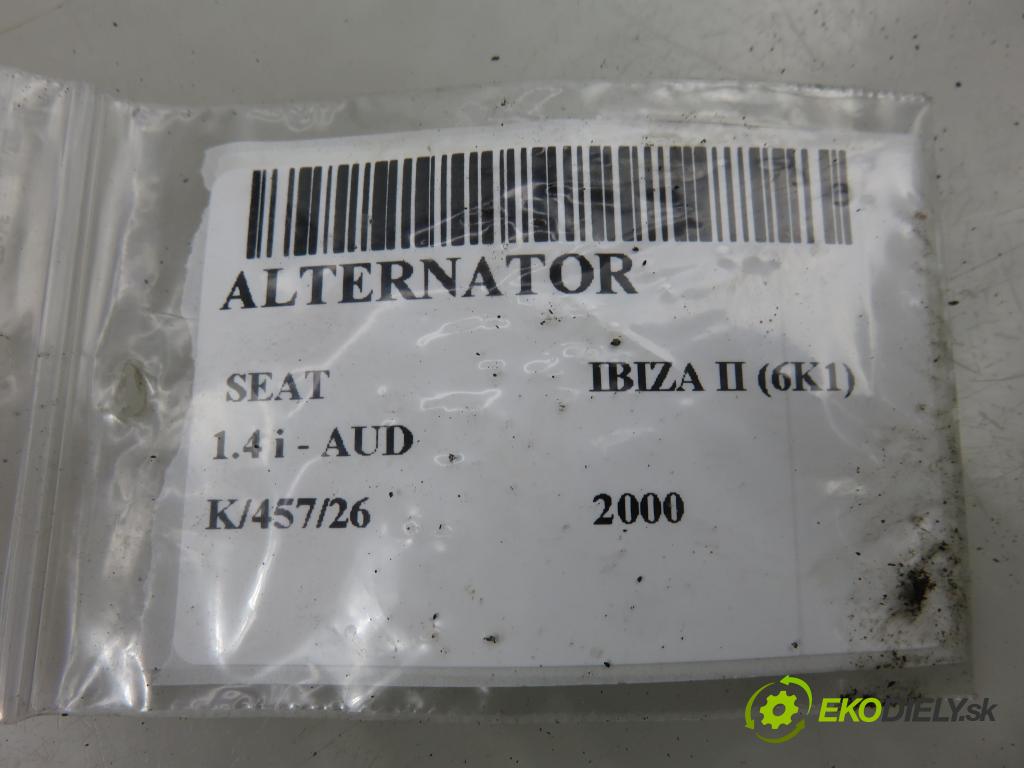 ALTERNATOR
SEAT IBIZA II (6K1)
1.4 i - AUD
K/457/26 2000
EKODIELY.sk